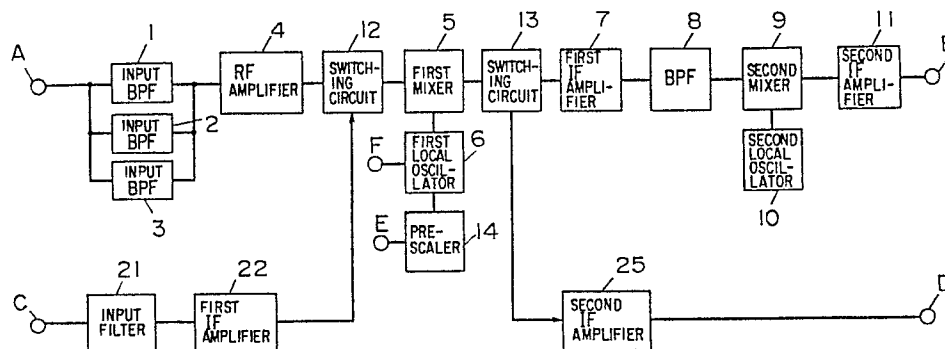 1
4
12
5
13
7
8
9
11
A
INPUT
BPF
RF
AMPLIFIER
SWITCH-
ING
CIRCUIT
FIRST
MIXER
SWITCH-
ING
CIRCUIT
FIRST
IF
AMPLI-
FIER
BPF
SECOND
MIXER
SECOND
IF
AMPLI-
FIER
INPUT
BPF
2
INPUT
BPF
3
F
FIRST
LOCAL
OSCIL-
LATOR
6
SECOND
LOCAL
OSCIL-
LATOR
10
E
PRE-
SCALER
14
21
22
25
C
INPUT
FILTER
FIRST
IF
AMPLIFIER
SECOND
IF
AMPLIFIER